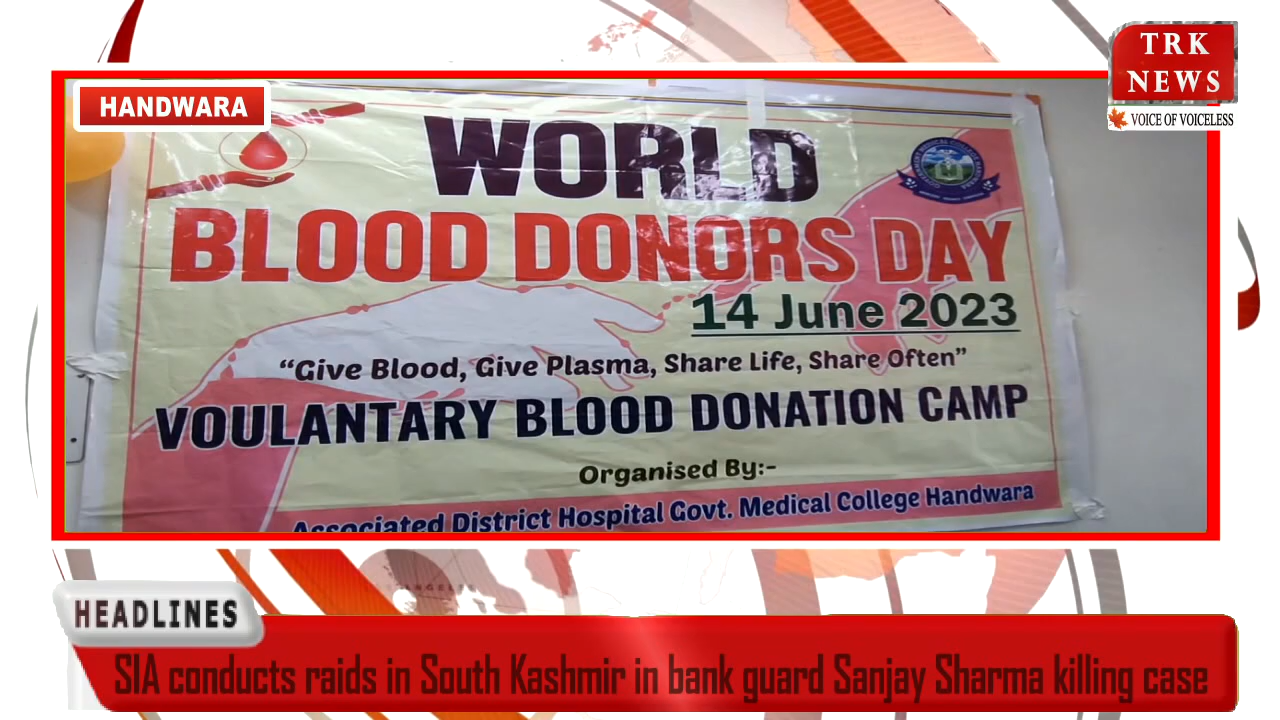 HANDWARA
TRK
NEWS
VOICE OF VOICELESS
WORLD
BLOOD DONORS DAY
14 June 2023
“Give Blood, Give Plasma, Share Life, Share Often”
VOULANTARY BLOOD DONATION CAMP
Organised By:-
Associated District Hospital Govt. Medical College Handwara
HEADLINES
SIA conducts raids in South Kashmir in bank guard Sanjay Sharma killing case